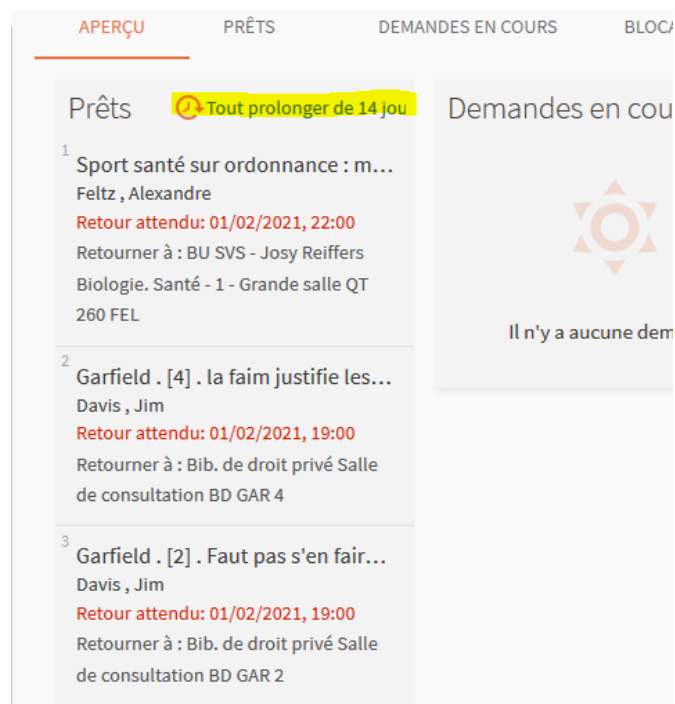 APERÇU PRÊTS DEMANDES EN COURS BLOCA
Prêts Tout prolonger de 14 jou
1
Sport santé sur ordonnance : m...
Feltz , Alexandre
Retour attendu: 01/02/2021, 22:00
Retourner à : BU SVS - Josy Reiffers
Biologie. Santé - 1 - Grande salle QT
260 FEL
2
Garfield . [4] . la faim justifie les...
Davis , Jim
Retour attendu: 01/02/2021, 19:00
Retourner à : Bib. de droit privé Salle
de consultation BD GAR 4
3
Garfield . [2] . Faut pas s'en fair...
Davis , Jim
Retour attendu: 01/02/2021, 19:00
Retourner à : Bib. de droit privé Salle
de consultation BD GAR 2
Demandes en cou
Il n'y a aucune dem